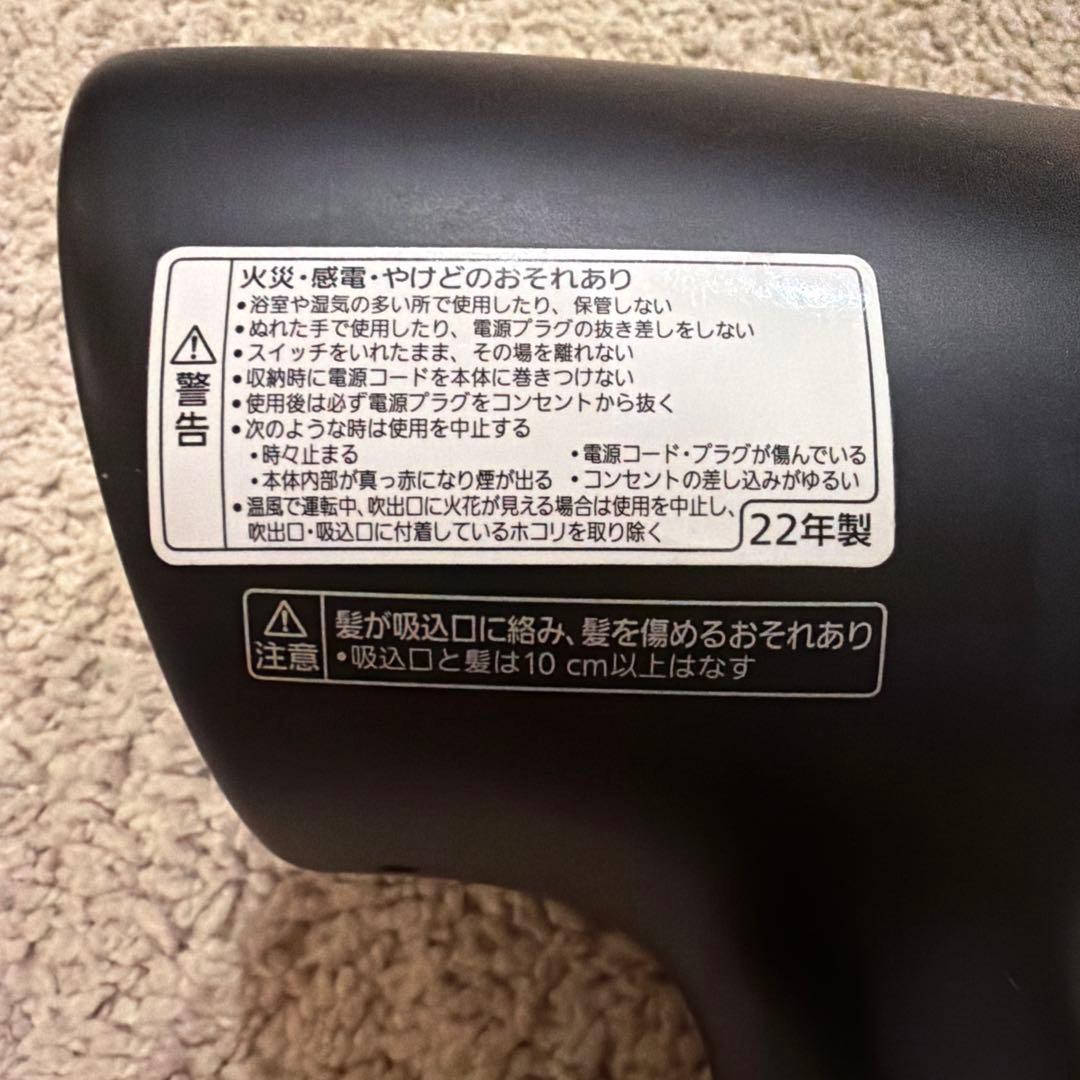 警告
火災・感電・やけどのおそれあり
•浴室や湿気の多い所で使用したり、保管しない
•ぬれた手で使用したり、電源プラグの抜き差しをしない
•スイッチをいれたまま、その場を離れない
•収納時に電源コードを本体に巻きつけない
•使用後は必ず電源プラグをコンセントから抜く
•次のような時は使用を中止する
・時々止まる ・電源コード・プラグが傷んでいる
・本体内部が真っ赤になり煙が出る ・コンセントの差し込みがゆるい
•温風で運転中、吹出口に火花が見える場合は使用を中止し、
吹出口・吸込口に付着しているホコリを取り除く
22年製
注意
髪が吸込口に絡み、髪を傷めるおそれあり
•吸込口と髪は10 cm以上はなす